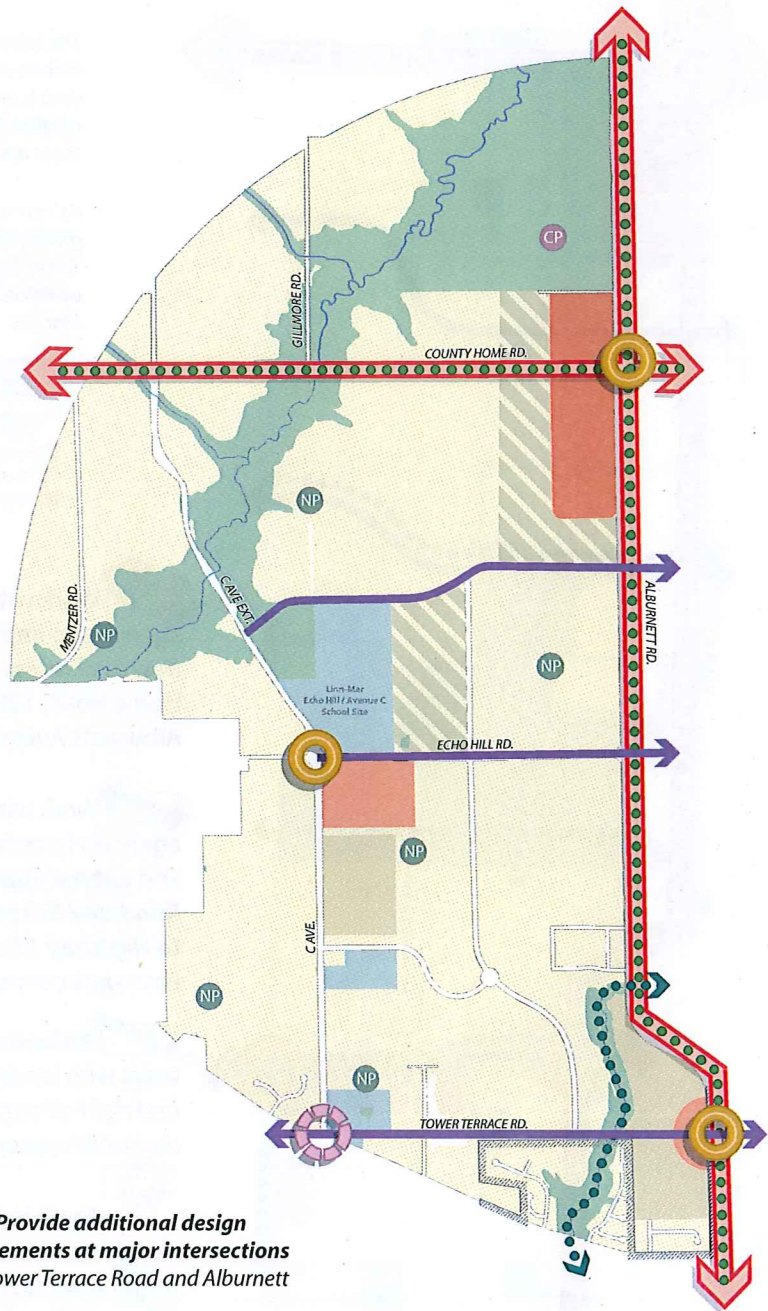 CP
GILLMORE RD.
COUNTY HOME RD.
NP
C AVE EXT.
MENTZER RD.
NP
ALBURNETT RD.
NP
Linn-Mar
Echo Hill / Avenue C
School Site
ECHO HILL RD.
NP
C AVE.
NP
NP
TOWER TERRACE RD.
Provide additional design
ements at major intersections
ower Terrace Road and Alburnett